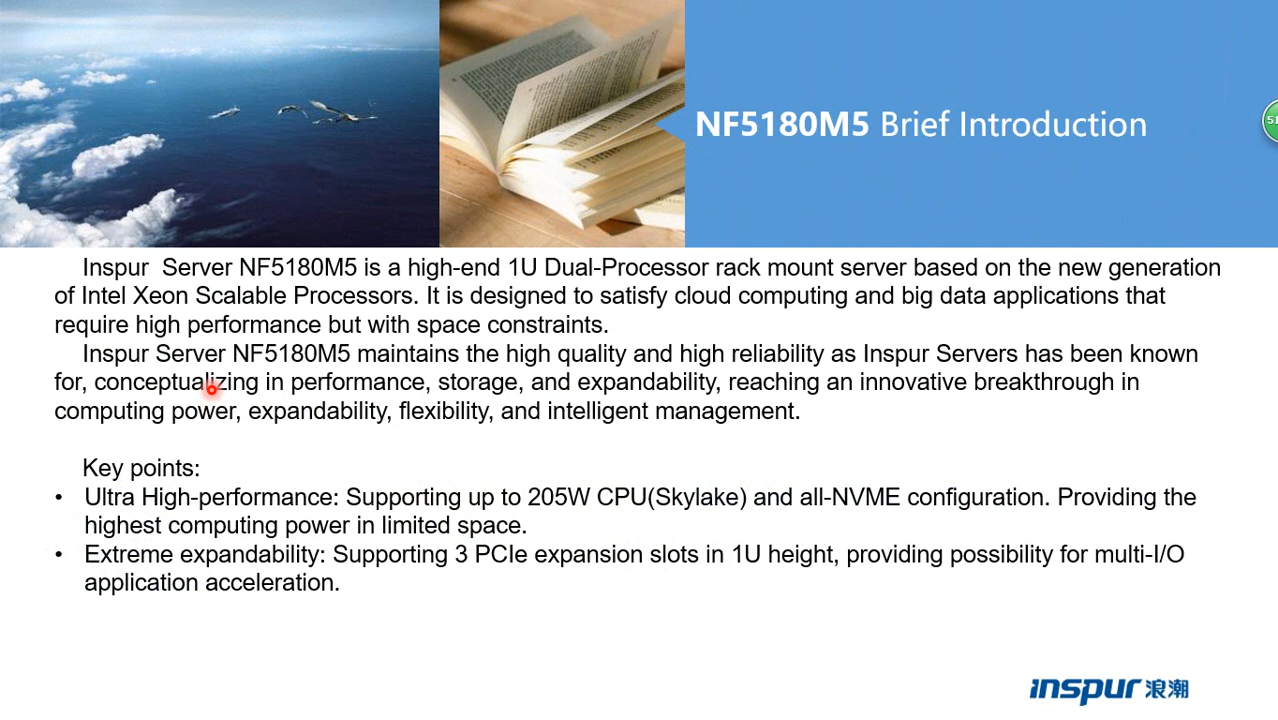 NF5180M5 Brief Introduction
Inspur  Server NF5180M5 is a high-end 1U Dual-Processor rack mount server based on the new generation
of Intel Xeon Scalable Processors. It is designed to satisfy cloud computing and big data applications that
require high performance but with space constraints.
Inspur Server NF5180M5 maintains the high quality and high reliability as Inspur Servers has been known
for, conceptualizing in performance, storage, and expandability, reaching an innovative breakthrough in
computing power, expandability, flexibility, and intelligent management.
Key points:
• Ultra High-performance: Supporting up to 205W CPU(Skylake) and all-NVME configuration. Providing the
highest computing power in limited space.
• Extreme expandability: Supporting 3 PCIe expansion slots in 1U height, providing possibility for multi-I/O
application acceleration.
inspur 浪潮